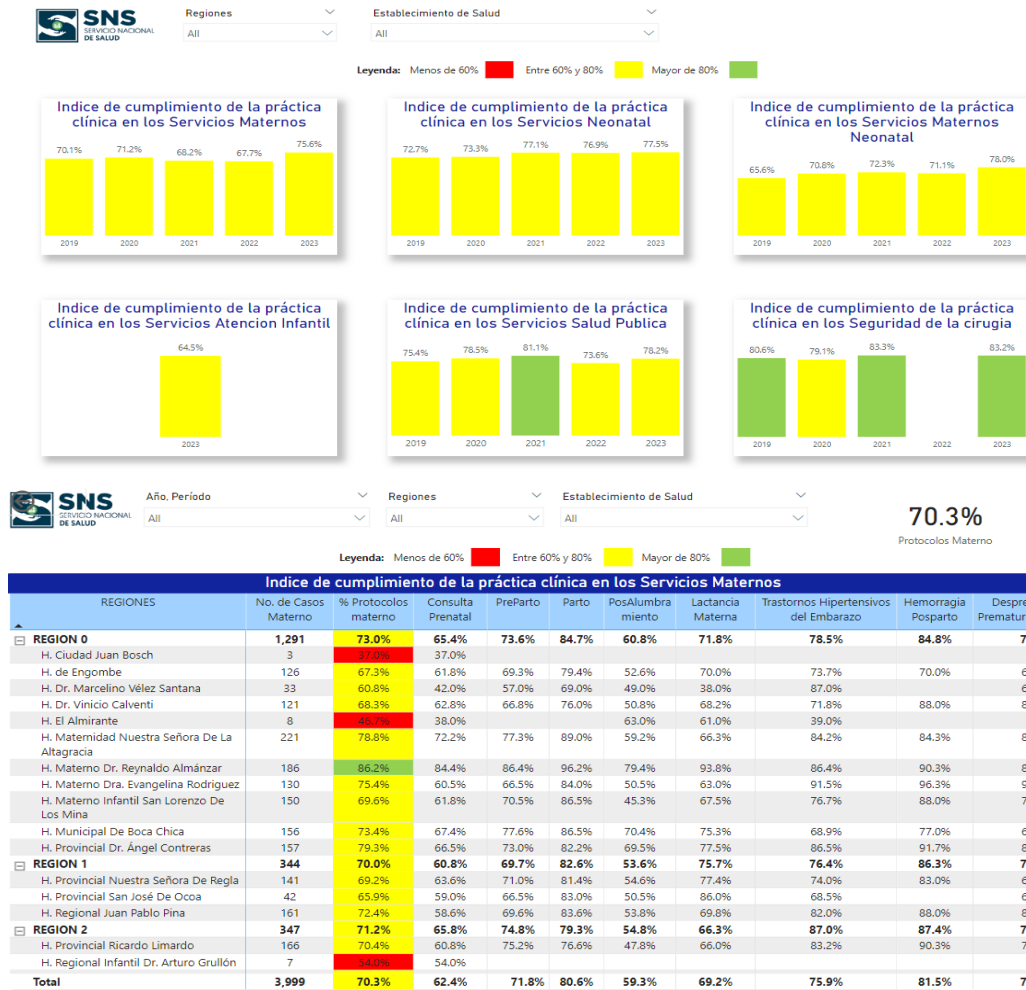 SNS
SERVICIO NACIONAL
DE SALUD
Regiones
All
Establecimiento de Salud
All
Leyenda: Menos de 60% Entre 60% y 80% Mayor de 80%
Indice de cumplimiento de la práctica
clínica en los Servicios Maternos
70.1% 71.2% 68.2% 67.7% 75.6%
2019 2020 2021 2022 2023
Indice de cumplimiento de la práctica
clínica en los Servicios Neonatal
72.7% 73.3% 77.1% 76.9% 77.5%
2019 2020 2021 2022 2023
Indice de cumplimiento de la práctica
clínica en los Servicios Maternos
Neonatal
65.6% 70.8% 72.3% 71.1% 78.0%
2019 2020 2021 2022 2023
Indice de cumplimiento de la práctica
clínica en los Servicios Atencion Infantil
64.5%
2023
Indice de cumplimiento de la práctica
clínica en los Servicios Salud Publica
75.4% 78.5% 81.1% 73.6% 78.2%
2019 2020 2021 2022 2023
Indice de cumplimiento de la práctica
clínica en los Seguridad de la cirugia
80.6% 79.1% 83.3% 83.2%
2019 2020 2021 2022 2023
SNS
SERVICIO NACIONAL
DE SALUD
Año, Período
All
Regiones
All
Establecimiento de Salud
All
70.3%
Protocolos Materno
Leyenda: Menos de 60% Entre 60% y 80% Mayor de 80%
Indice de cumplimiento de la práctica clínica en los Servicios Maternos
REGIONES No. de Casos % Protocolos Consulta PreParto Parto PosAlumbra Lactancia Trastornos Hipertensivos Hemorragia Despre
Materno materno Prenatal miento Materna del Embarazo Posparto Prematur
REGION 0 1,291 73.0% 65.4% 73.6% 84.7% 60.8% 71.8% 78.5% 84.8% 7
H. Ciudad Juan Bosch 3 37.0% 37.0%
H. de Engombe 126 67.3% 61.8% 69.3% 79.4% 52.6% 70.0% 73.7% 70.0% 6
H. Dr. Marcelino Vélez Santana 33 60.8% 42.0% 57.0% 69.0% 49.0% 38.0% 87.0% 6
H. Dr. Vinicio Calventi 121 68.3% 62.8% 66.8% 76.0% 50.8% 68.2% 71.8% 88.0% 8
H. El Almirante 8 46.7% 38.0% 63.0% 61.0% 39.0%
H. Maternidad Nuestra Señora De La 221 78.8% 72.2% 77.3% 89.0% 59.2% 66.3% 84.2% 84.3% 8
Altagracia
H. Materno Dr. Reynaldo Almánzar 186 86.2% 84.4% 86.4% 96.2% 79.4% 93.8% 86.4% 90.3% 8
H. Materno Dra. Evangelina Rodriguez 130 75.4% 60.5% 66.5% 84.0% 50.5% 63.0% 91.5% 96.3% 9
H. Materno Infantil San Lorenzo De 150 69.6% 61.8% 70.5% 86.5% 45.3% 67.5% 76.7% 88.0% 7
Los Mina
H. Municipal De Boca Chica 156 73.4% 67.4% 77.6% 86.5% 70.4% 75.3% 68.9% 77.0% 6
H. Provincial Dr. Ángel Contreras 157 79.3% 66.5% 73.0% 82.2% 69.5% 77.5% 86.5% 91.7% 8
REGION 1 344 70.0% 60.8% 69.7% 82.6% 53.6% 75.7% 76.4% 86.3% 7
H. Provincial Nuestra Señora De Regla 141 69.2% 63.6% 71.0% 81.4% 54.6% 77.4% 74.0% 83.0% 6
H. Provincial San José De Ocoa 42 65.9% 59.0% 66.5% 83.0% 50.5% 86.0% 68.5% 6
H. Regional Juan Pablo Pina 161 72.4% 58.6% 69.6% 83.6% 53.8% 69.8% 82.0% 88.0% 8
REGION 2 347 71.2% 65.8% 74.8% 79.3% 54.8% 66.3% 87.0% 87.4% 7
H. Provincial Ricardo Limardo 166 70.4% 60.8% 75.2% 76.6% 47.8% 66.0% 83.2% 90.3% 7
H. Regional Infantil Dr. Arturo Grullón 7 54.0% 54.0%
Total 3,999 70.3% 62.4% 71.8% 80.6% 59.3% 69.2% 75.9% 81.5% 7